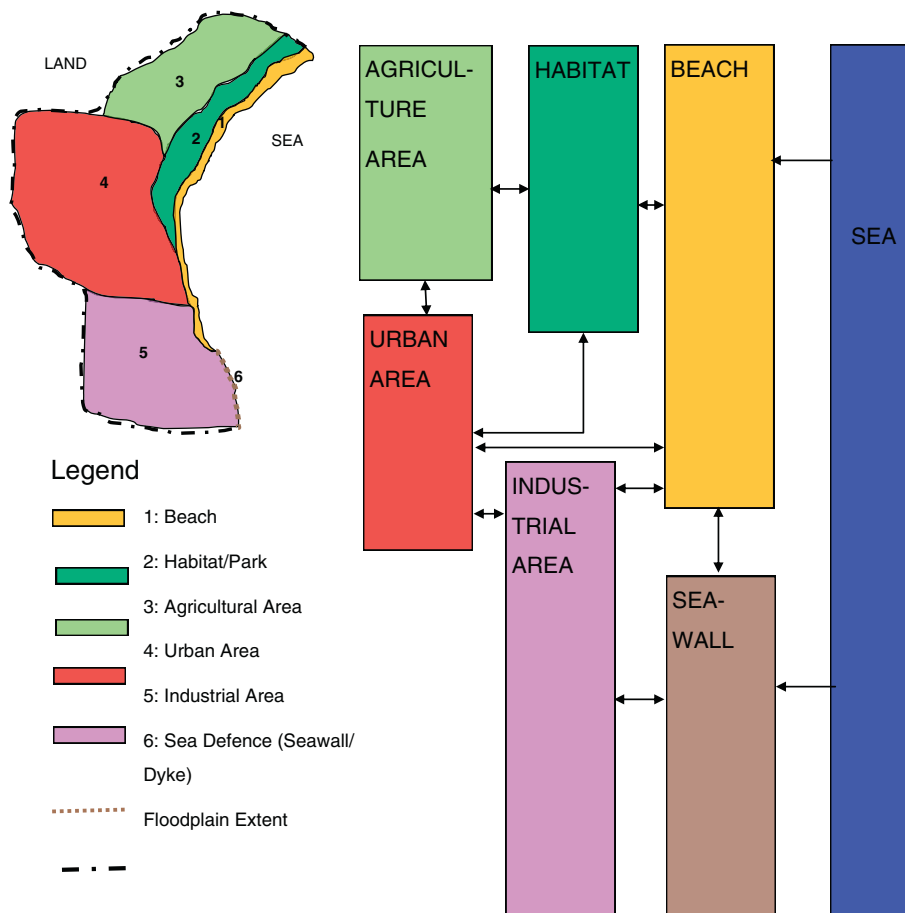 LAND
3
1
2
SEA
4
5
6
Legend
1: Beach
2: Habitat/Park
3: Agricultural Area
4: Urban Area
5: Industrial Area
6: Sea Defence (Seawall/
Dyke)
Floodplain Extent
AGRICUL-
TURE
AREA
HABITAT
BEACH
SEA
URBAN
AREA
INDUS-
TRIAL
AREA
SEA-
WALL